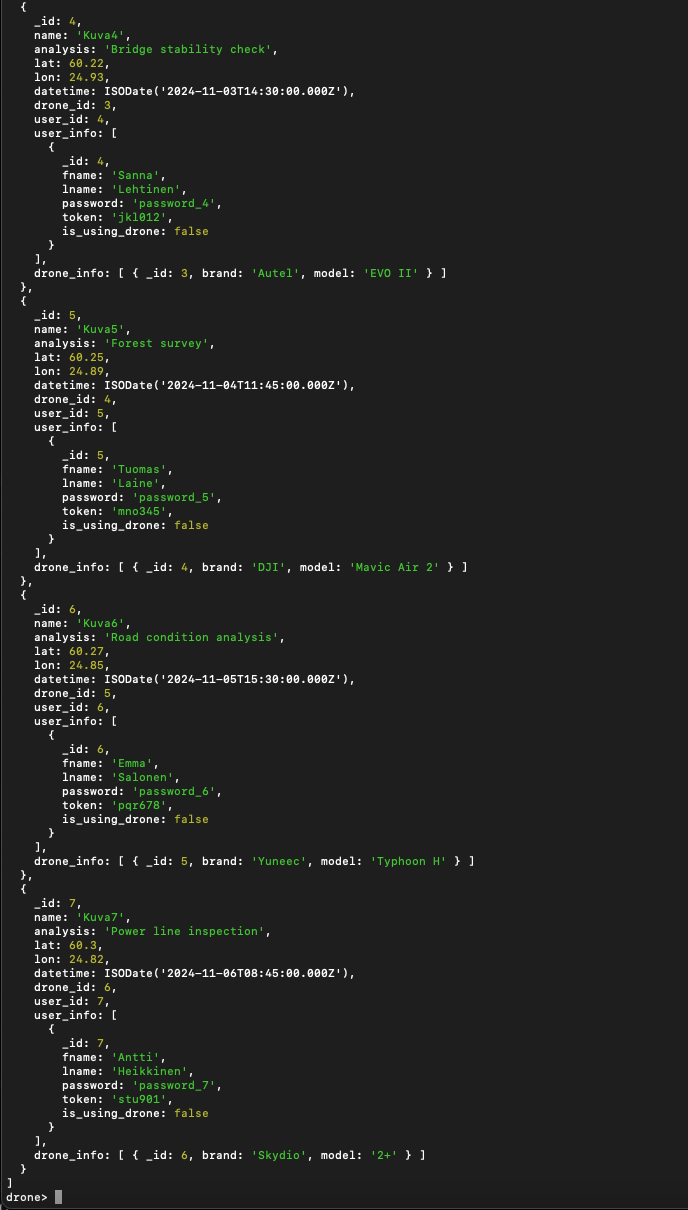 {
_id: 4,
name: 'Kuva4',
analysis: 'Bridge stability check',
lat: 60.22,
lon: 24.93,
datetime: ISODate('2024-11-03T14:30:00.000Z'),
drone_id: 3,
user_id: 4,
user_info: [
{
_id: 4,
fname: 'Sanna',
lname: 'Lehtinen',
password: 'password_4',
token: 'jkl012',
is_using_drone: false
}
],
drone_info: [ { _id: 3, brand: 'Autel', model: 'EVO II' } ]
},
{
_id: 5,
name: 'Kuva5',
analysis: 'Forest survey',
lat: 60.25,
lon: 24.89,
datetime: ISODate('2024-11-04T11:45:00.000Z'),
drone_id: 4,
user_id: 5,
user_info: [
{
_id: 5,
fname: 'Tuomas',
lname: 'Laine',
password: 'password_5',
token: 'mno345',
is_using_drone: false
}
],
drone_info: [ { _id: 4, brand: 'DJI', model: 'Mavic Air 2' } ]
},
{
_id: 6,
name: 'Kuva6',
analysis: 'Road condition analysis',
lat: 60.27,
lon: 24.85,
datetime: ISODate('2024-11-05T15:30:00.000Z'),
drone_id: 5,
user_id: 6,
user_info: [
{
_id: 6,
fname: 'Emma',
lname: 'Salonen',
password: 'password_6',
token: 'pqr678',
is_using_drone: false
}
],
drone_info: [ { _id: 5, brand: 'Yuneec', model: 'Typhoon H' } ]
},
{
_id: 7,
name: 'Kuva7',
analysis: 'Power line inspection',
lat: 60.3,
lon: 24.82,
datetime: ISODate('2024-11-06T08:45:00.000Z'),
drone_id: 6,
user_id: 7,
user_info: [
{
_id: 7,
fname: 'Antti',
lname: 'Heikkinen',
password: 'password_7',
token: 'stu901',
is_using_drone: false
}
],
drone_info: [ { _id: 6, brand: 'Skydio', model: '2+' } ]
}
]
drone>